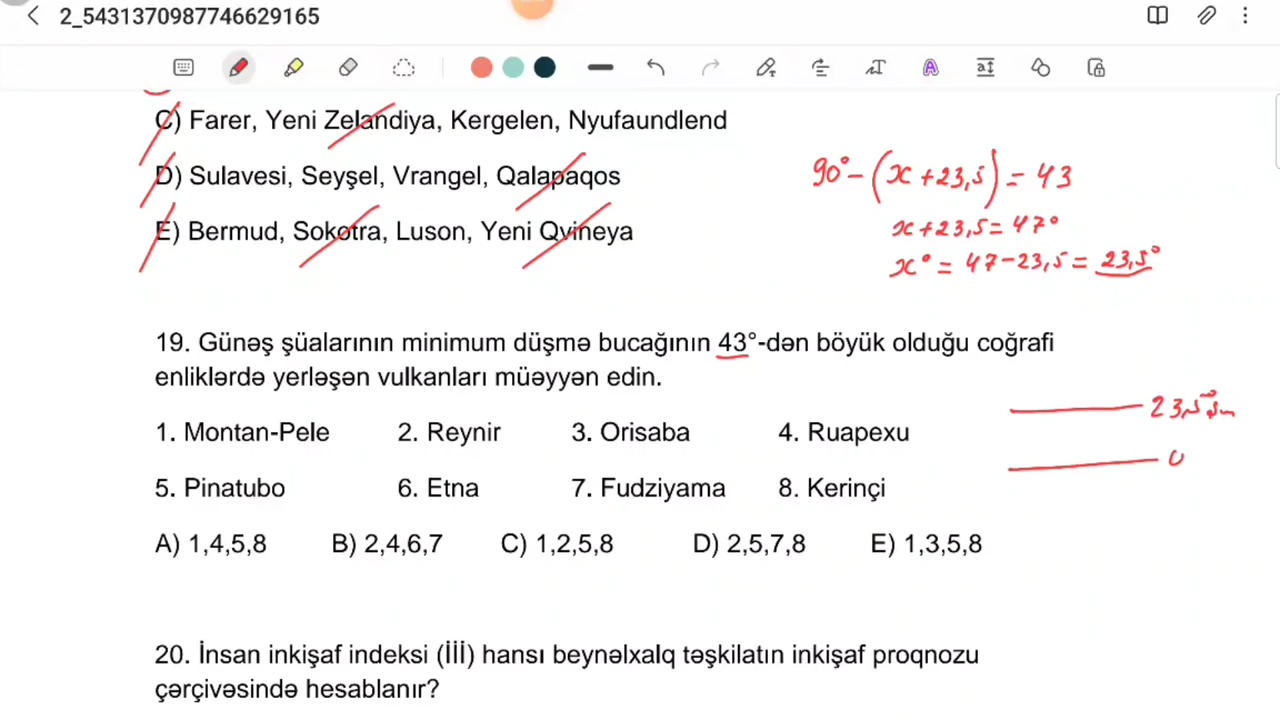 2_5431370987746629165
C) Farer, Yeni Zelandiya, Kergelen, Nyufaundlend
D) Sulavesi, Seyşel, Vrangel, Qalapaqos
E) Bermud, Sokotra, Luson, Yeni Qvineya
90° - (x + 23,5) = 43
x + 23,5 = 47°
x° = 47 - 23,5 = 23,5°
19. Günəş şüalarının minimum düşmə bucağının 43°-dən böyük olduğu coğrafi
enliklərdə yerləşən vulkanları müəyyən edin.
23,5°
0
1. Montan-Pele 2. Reynir 3. Orisaba 4. Ruapexu
5. Pinatubo 6. Etna 7. Fudziyama 8. Kerinçi
A) 1,4,5,8 B) 2,4,6,7 C) 1,2,5,8 D) 2,5,7,8 E) 1,3,5,8
20. İnsan inkişaf indeksi (İİİ) hansı beynəlxalq təşkilatın inkişaf proqnozu
çərçivəsində hesablanır?